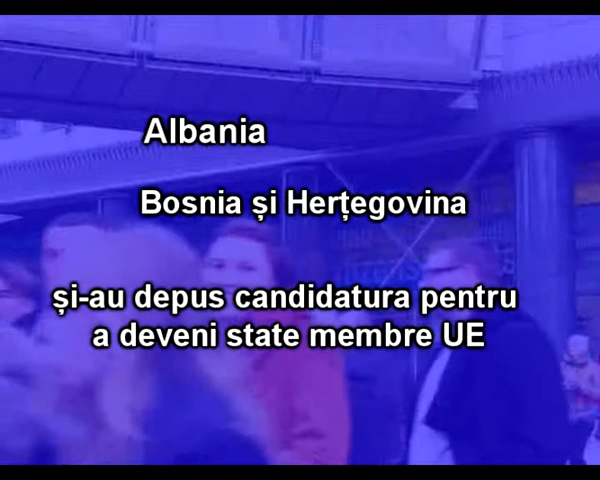 Albania
Bosnia și Herțegovina
și-au depus candidatura pentru
a deveni state membre UE